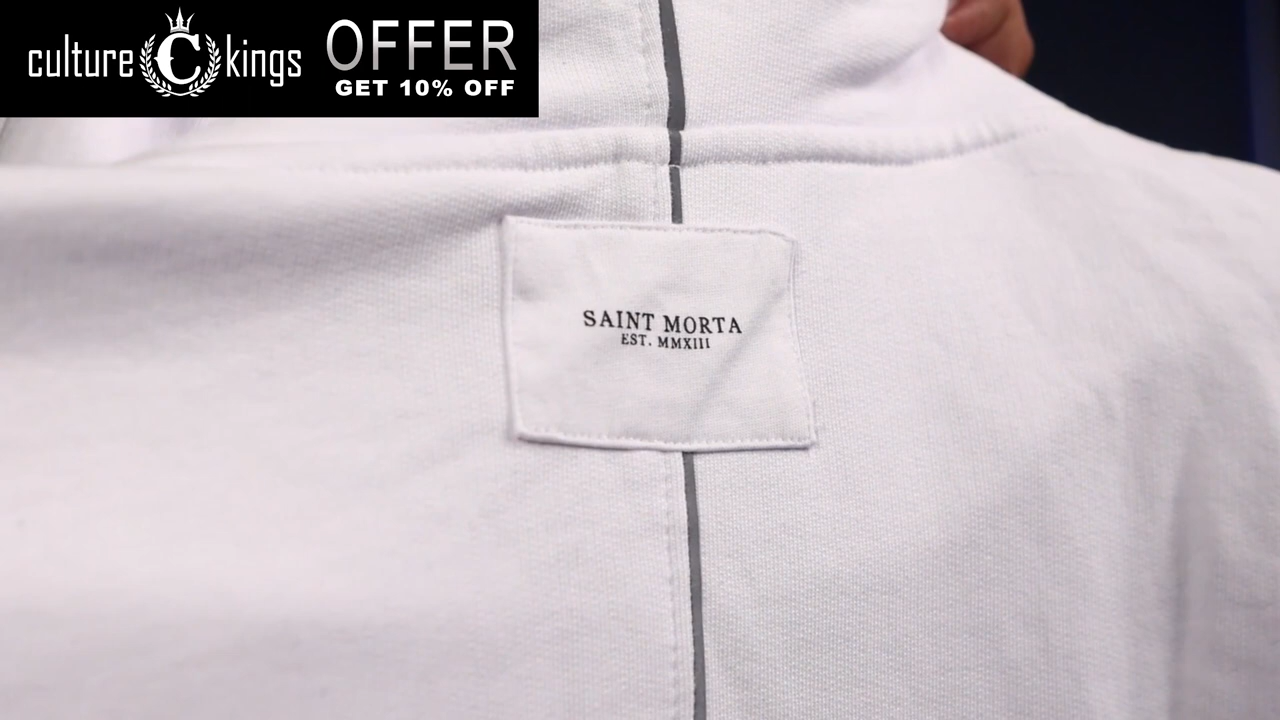 culture C kings
OFFER
GET 10% OFF
SAINT MORTA
EST. MMXIII